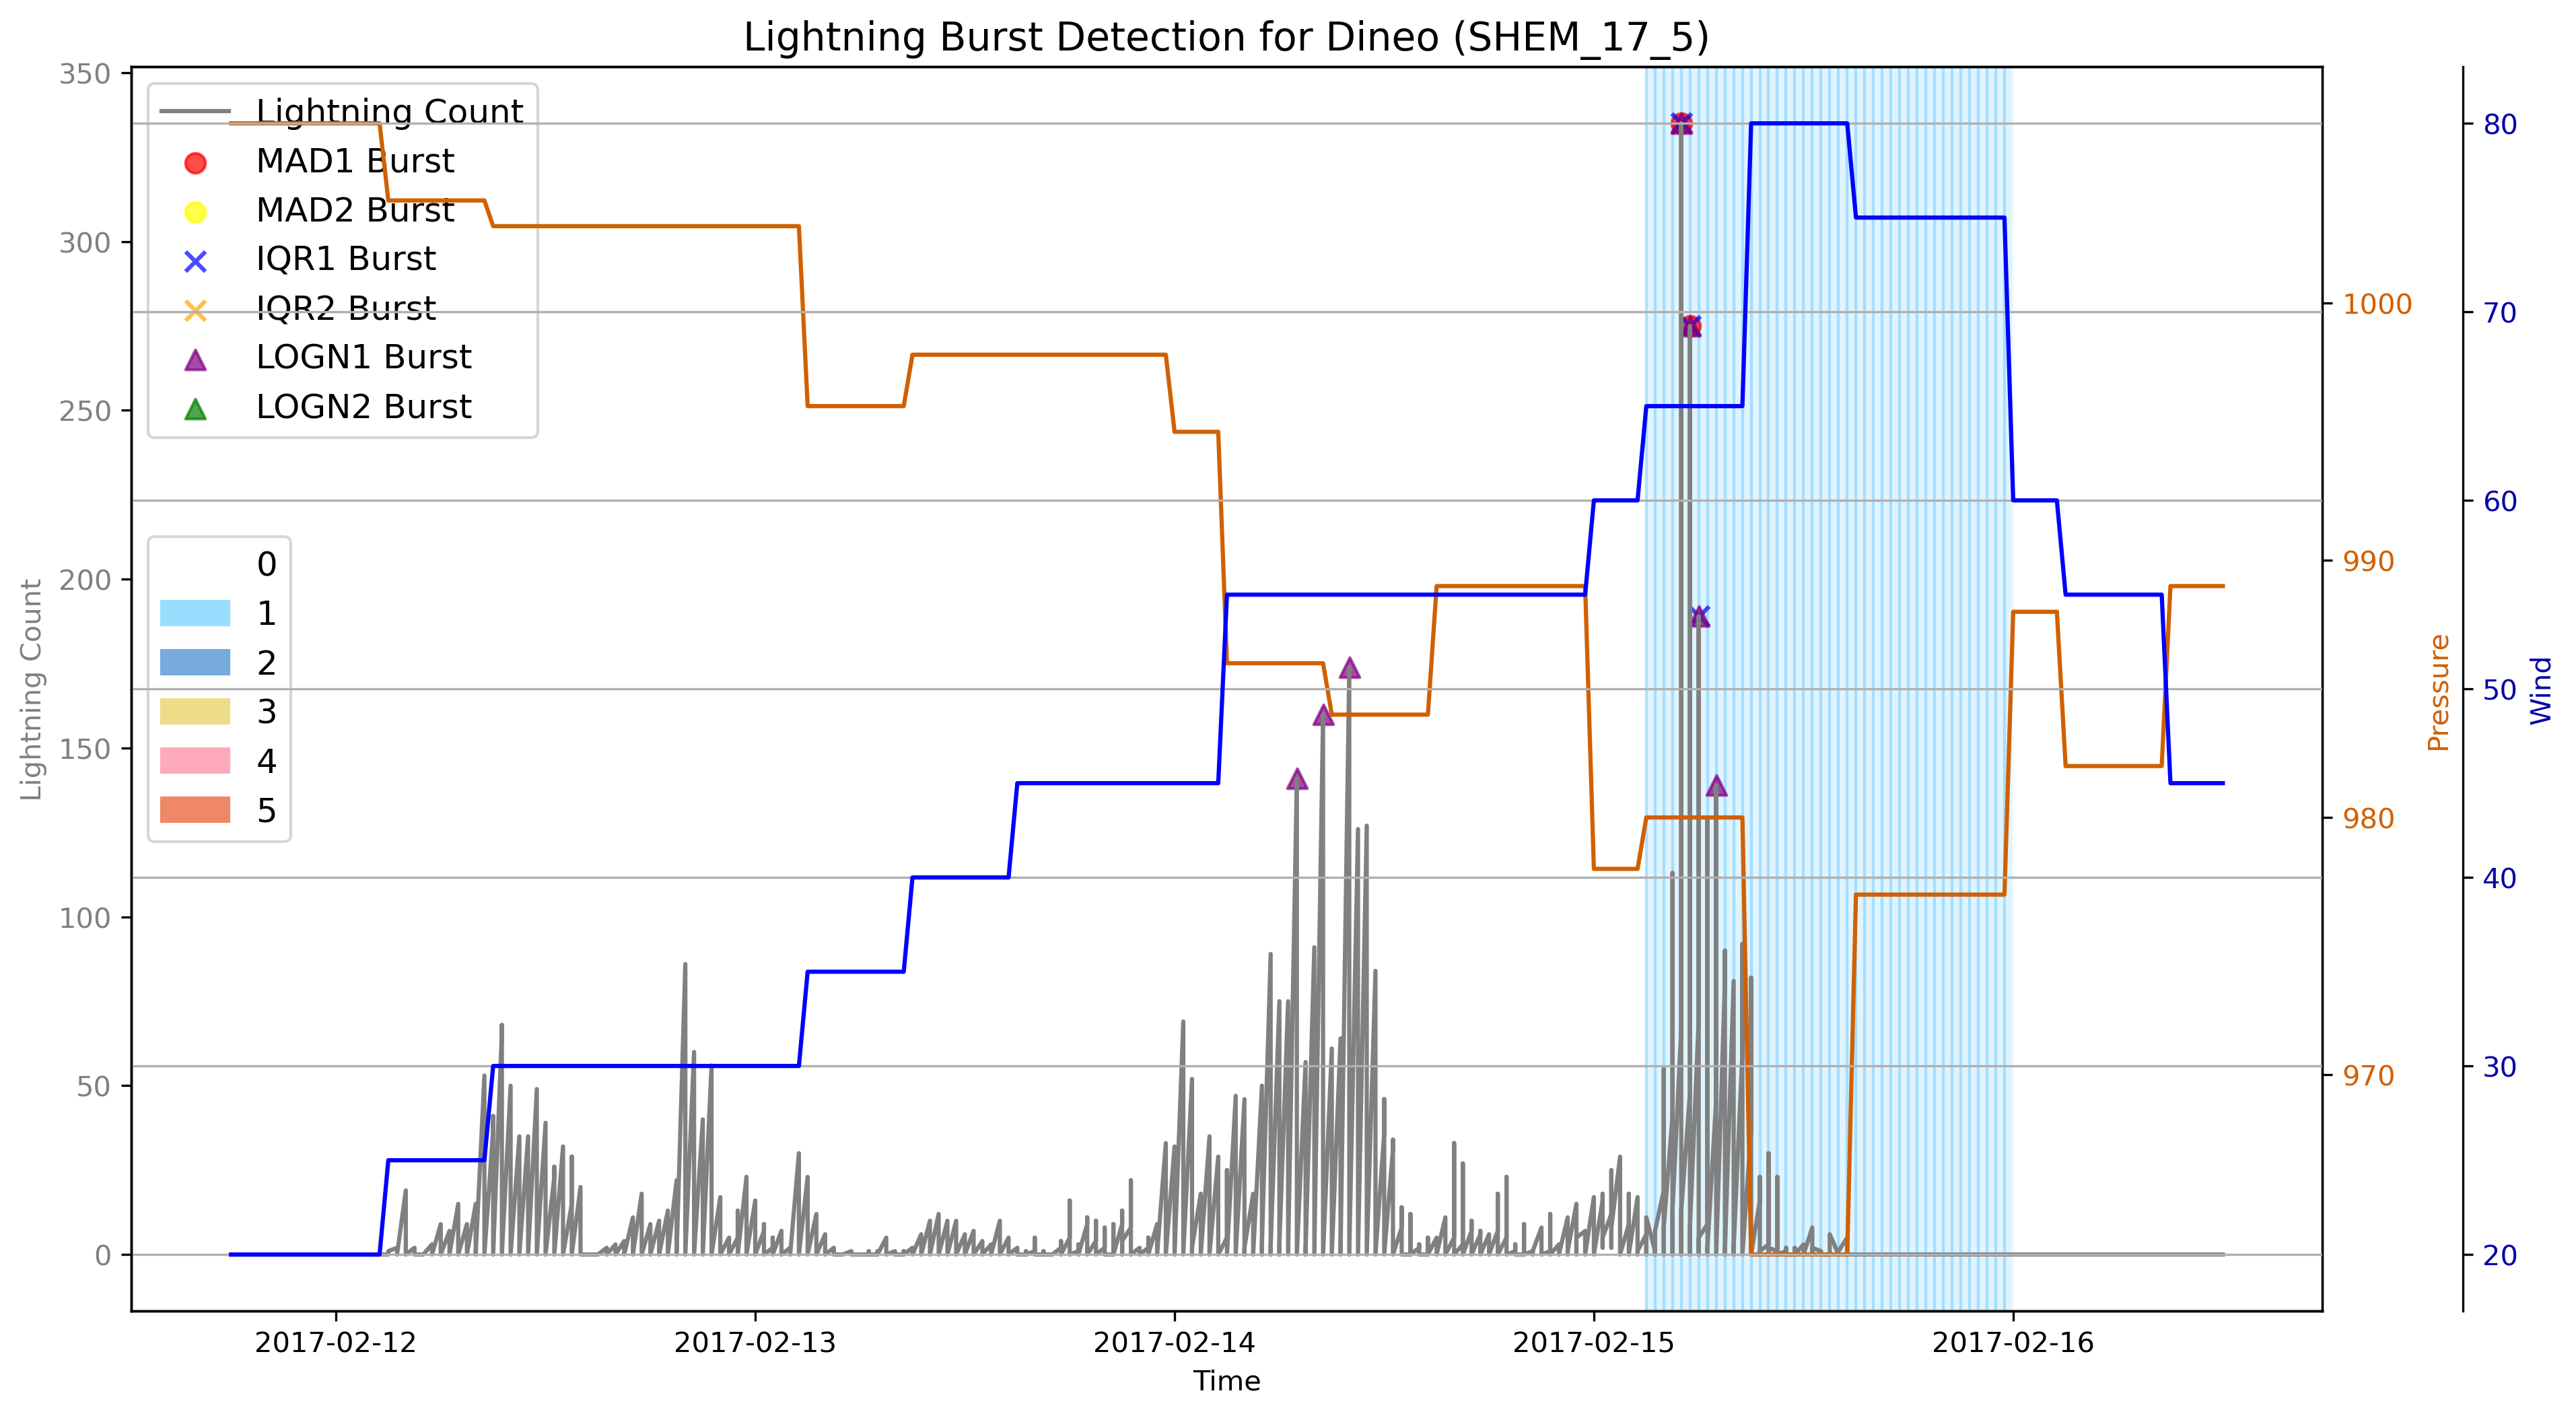 Lightning Burst Detection for Dineo (SHEM_17_5)
Lightning Count
MAD1 Burst
MAD2 Burst
IQR1 Burst
IQR2 Burst
LOGN1 Burst
LOGN2 Burst
0
1
2
3
4
5
Lightning Count
350
300
250
200
150
100
50
0
1000
990
980
970
Pressure
80
70
60
50
40
30
20
Wind
2017-02-12
2017-02-13
2017-02-14
2017-02-15
2017-02-16
Time